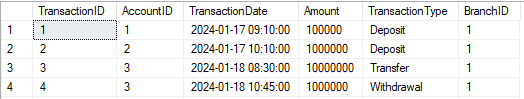 TransactionID AccountID TransactionDate Amount TransactionType BranchID
1 1 1 2024-01-17 09:10:00 100000 Deposit 1
2 2 2 2024-01-17 10:10:00 100000 Deposit 1
3 3 3 2024-01-18 08:30:00 1000000 Transfer 1
4 4 3 2024-01-18 10:45:00 1000000 Withdrawal 1